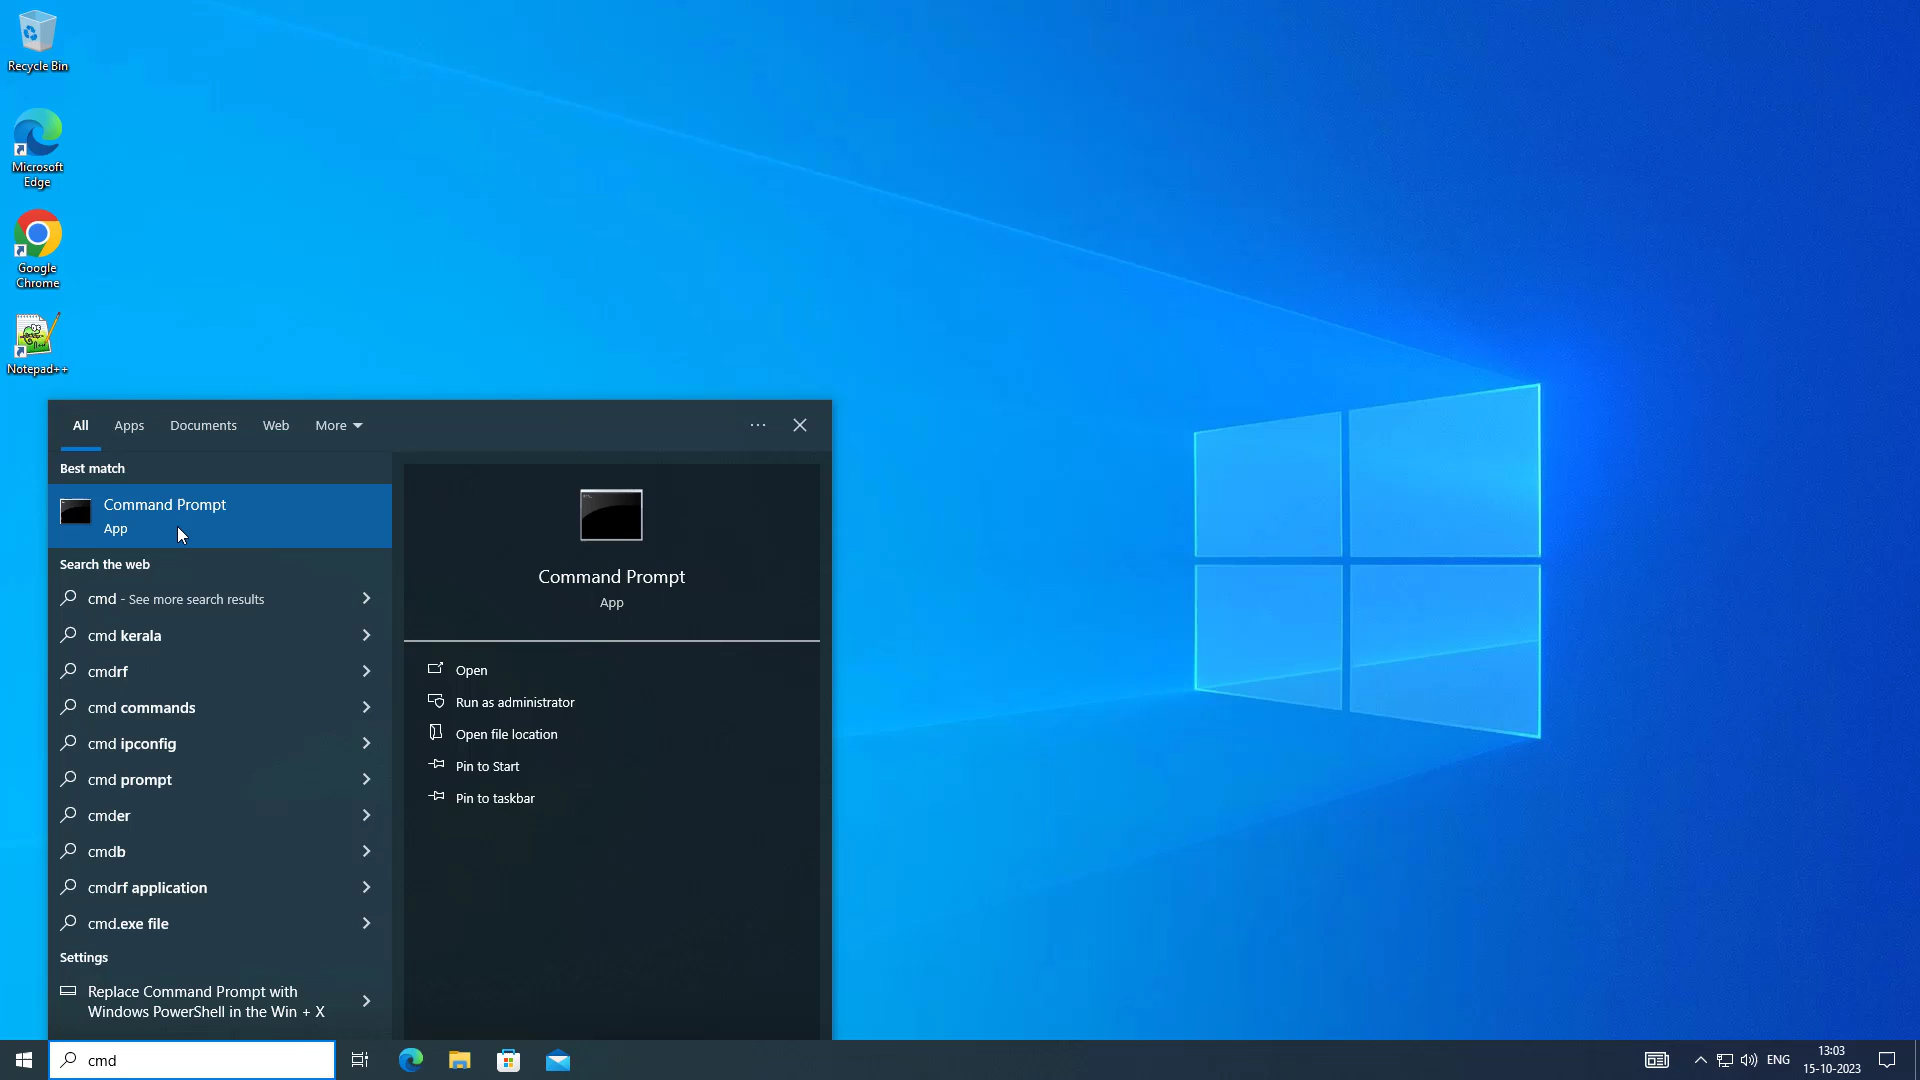 Recycle Bin
Microsoft
Edge
Google
Chrome
Notepad++
All
Apps
Documents
Web
More
Best match
Command Prompt
App
Search the web
cmd - See more search results
cmd kerala
cmdrf
cmd commands
cmd ipconfig
cmd prompt
cmder
cmdb
cmdrf application
cmd.exe file
Settings
Replace Command Prompt with
Windows PowerShell in the Win + X
Command Prompt
App
Open
Run as administrator
Open file location
Pin to Start
Pin to taskbar
cmd
ENG
13:03
15-10-2023